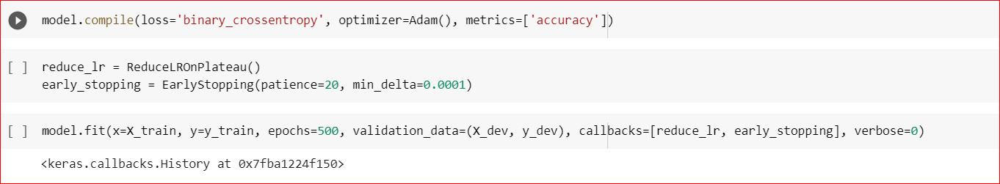 model.compile(loss='binary_crossentropy', optimizer=Adam(), metrics=['accuracy'])
[ ] reduce_lr = ReduceLROnPlateau()
early_stopping = EarlyStopping(patience=20, min_delta=0.0001)
[ ] model.fit(x=X_train, y=y_train, epochs=500, validation_data=(X_dev, y_dev), callbacks=[reduce_lr, early_stopping], verbose=0)
<keras.callbacks.History at 0x7fba1224f150>